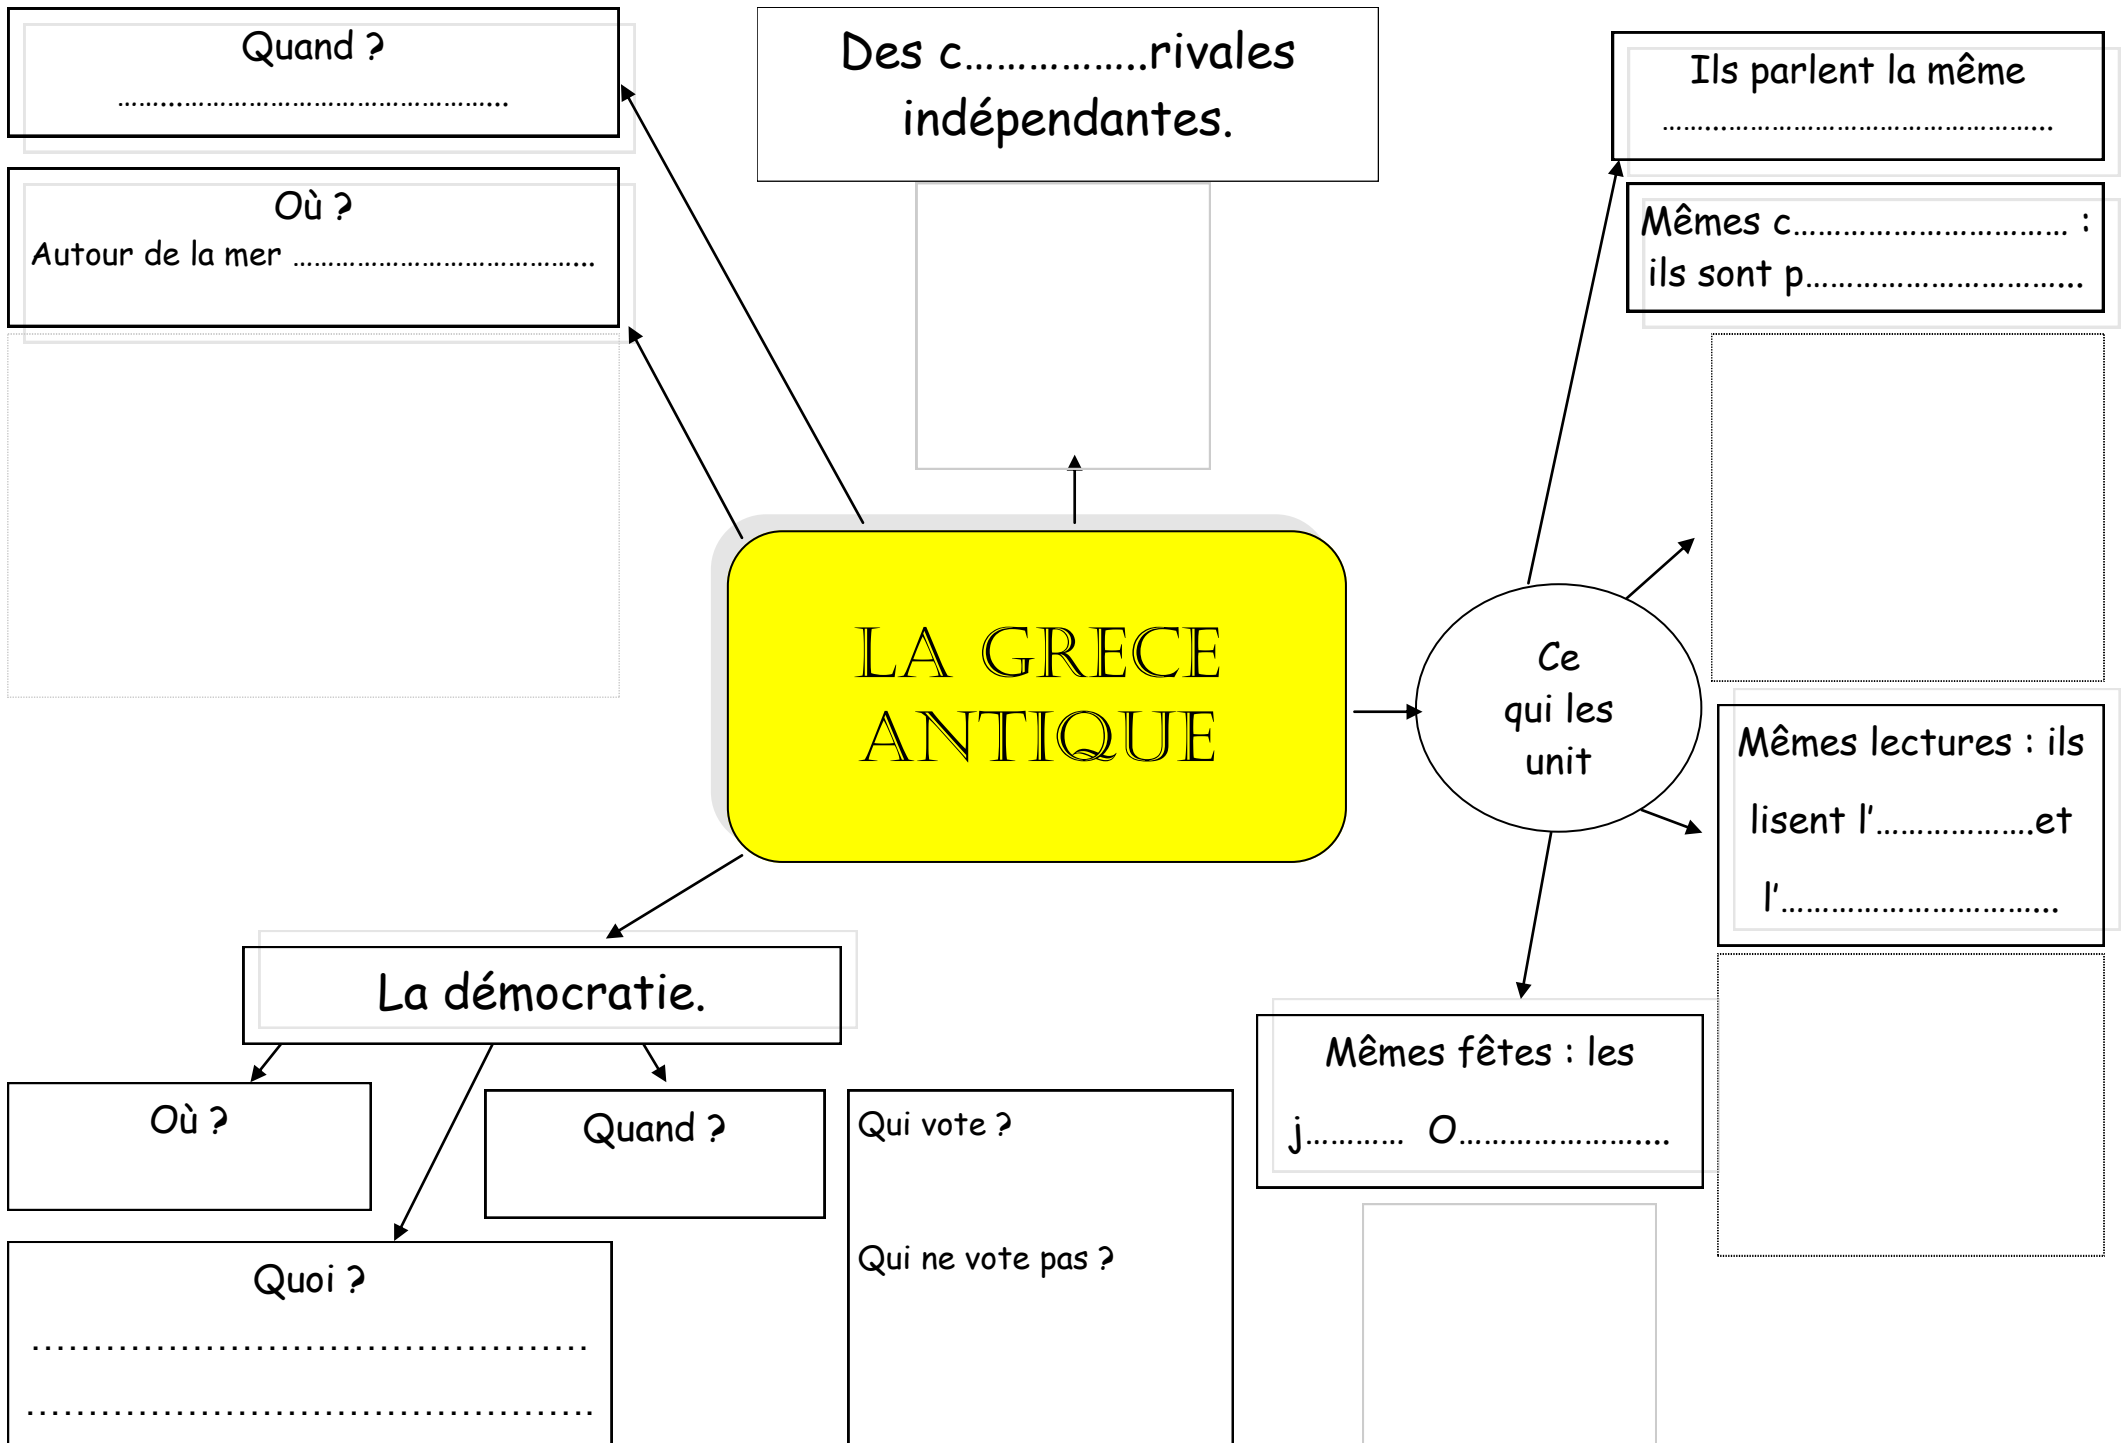 Quand ?
……...……………………………………...
Où ?
Autour de la mer …………………………………...
Des c……………..rivales
indépendantes.
Ils parlent la même
……...……………………………………...
Mêmes c…………………………… :
ils sont p…………………………...
LA GRECE
ANTIQUE
Ce
qui les
unit
Mêmes lectures : ils
lisent l’……………….et
l’…………………………...
La démocratie.
Où ?
Quand ?
Quoi ?
.............................................
..............................................
Qui vote ?
Qui ne vote pas ?
Mêmes fêtes : les
j………… O…………………....